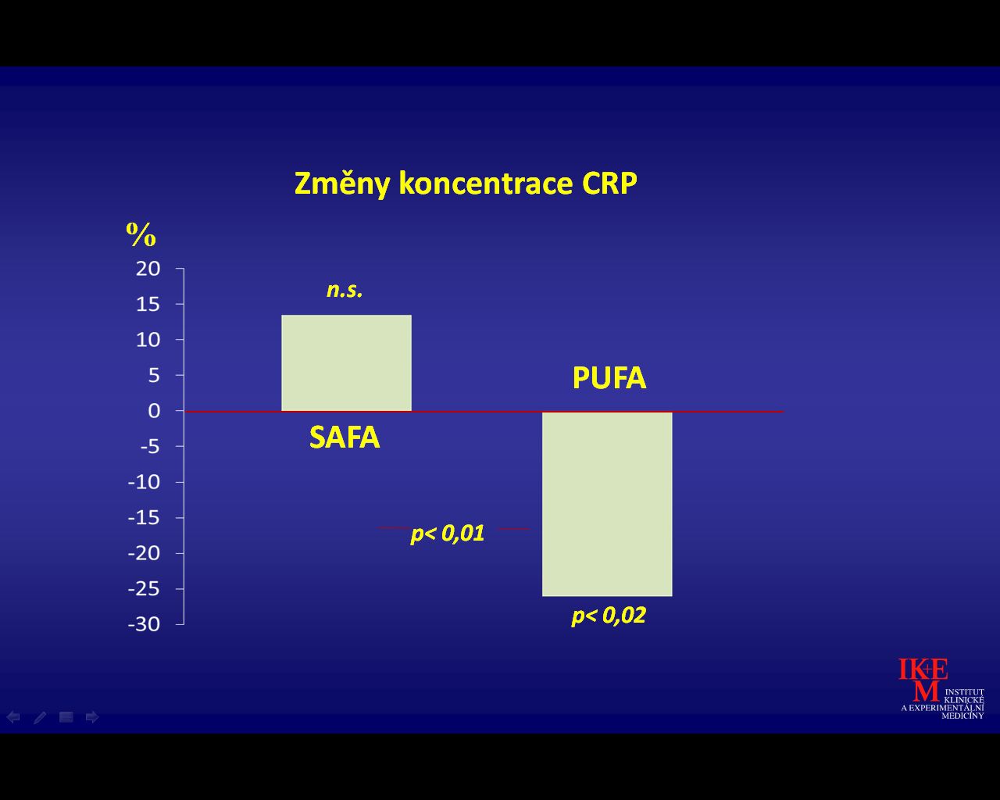 Změny koncentrace CRP
%
20
n.s.
15
10
PUFA
5
0
SAFA
-5
-10
-15
p< 0,01
-20
-25
p< 0,02
-30
IK+E
M
INSTITUT
KLINICKÉ
A EXPERIMENTÁLNÍ
MEDICÍNY